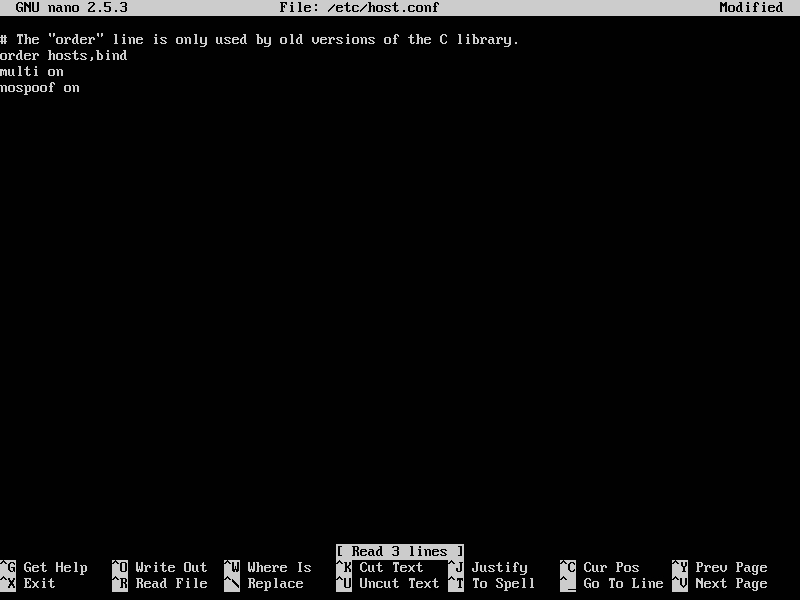 GNU nano 2.5.3 File: /etc/host.conf Modified
# The "order" line is only used by old versions of the C library.
order hosts,bind
multi on
nospoof on
[ Read 3 lines ]
^G Get Help ^O Write Out ^W Where Is ^K Cut Text ^J Justify ^C Cur Pos ^Y Prev Page
^X Exit ^R Read File ^\ Replace ^U Uncut Text ^T To Spell ^_ Go To Line ^V Next Page